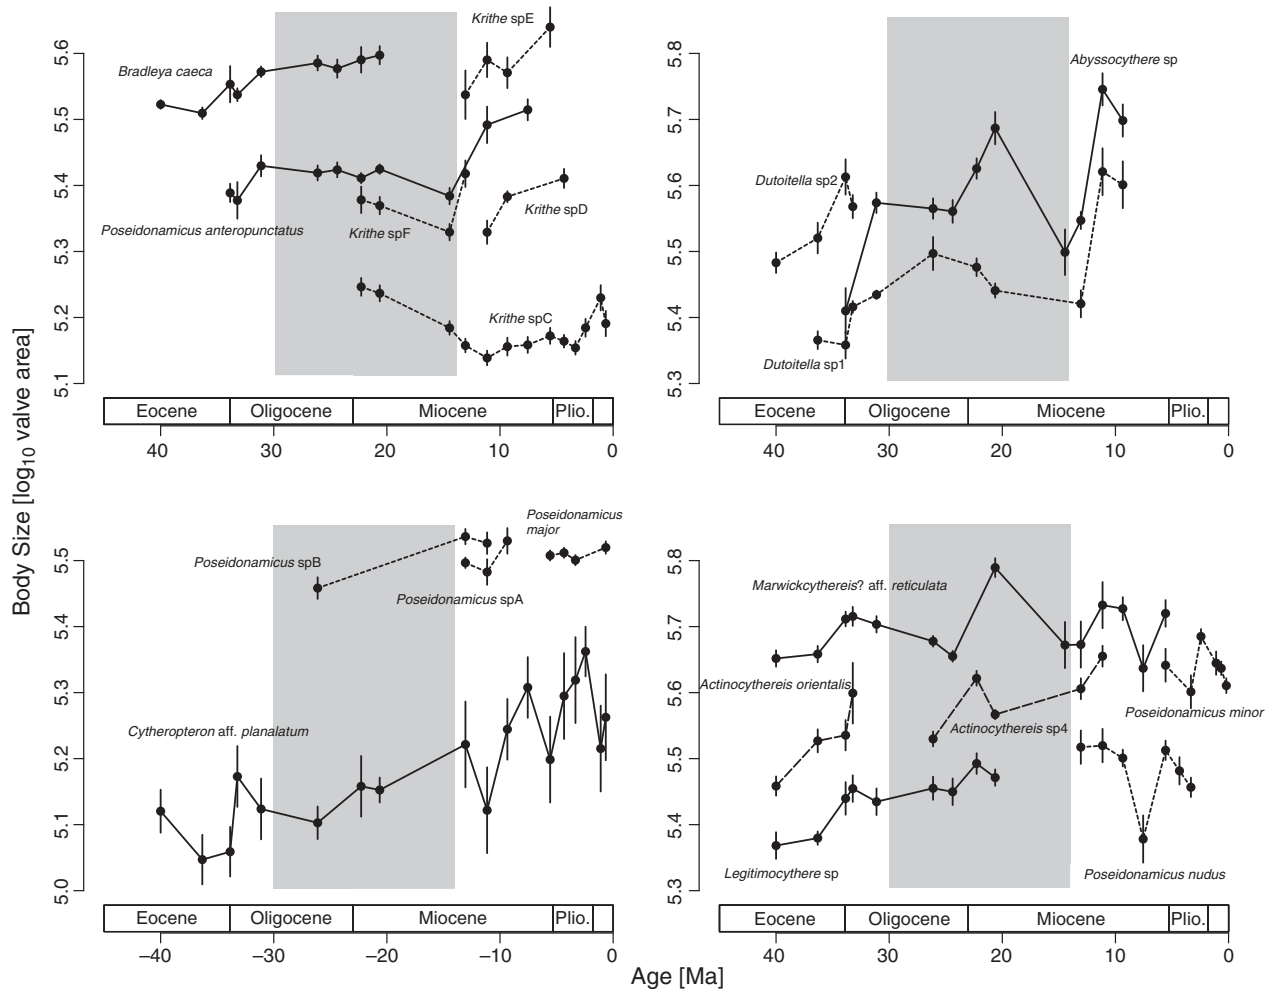 Body Size [log10 valve area]
5.6
5.5
5.4
5.3
5.2
5.1
Krithe spE
Bradleya caeca
Poseidonamicus anteropunctatus
Krithe spF
Krithe spD
Krithe spC
Eocene Oligocene Miocene Plio.
40 30 20 10 0
5.8
5.7
5.6
5.5
5.4
5.3
Abyssocythere sp
Dutoitella sp2
Dutoitella sp1
Eocene Oligocene Miocene Plio.
40 30 20 10 0
5.5
5.4
5.3
5.2
5.1
5.0
Poseidonamicus
major
Poseidonamicus spB
Poseidonamicus spA
Cytheropteron aff. planalatum
Eocene Oligocene Miocene Plio.
−40 −30 −20 −10 0
5.8
5.7
5.6
5.5
5.4
5.3
Marwickcythereis? aff. reticulata
Actinocythereis orientalis
Poseidonamicus minor
Actinocythereis sp4
Legitimocythere sp
Poseidonamicus nudus
Eocene Oligocene Miocene Plio.
40 30 20 10 0
Age [Ma]